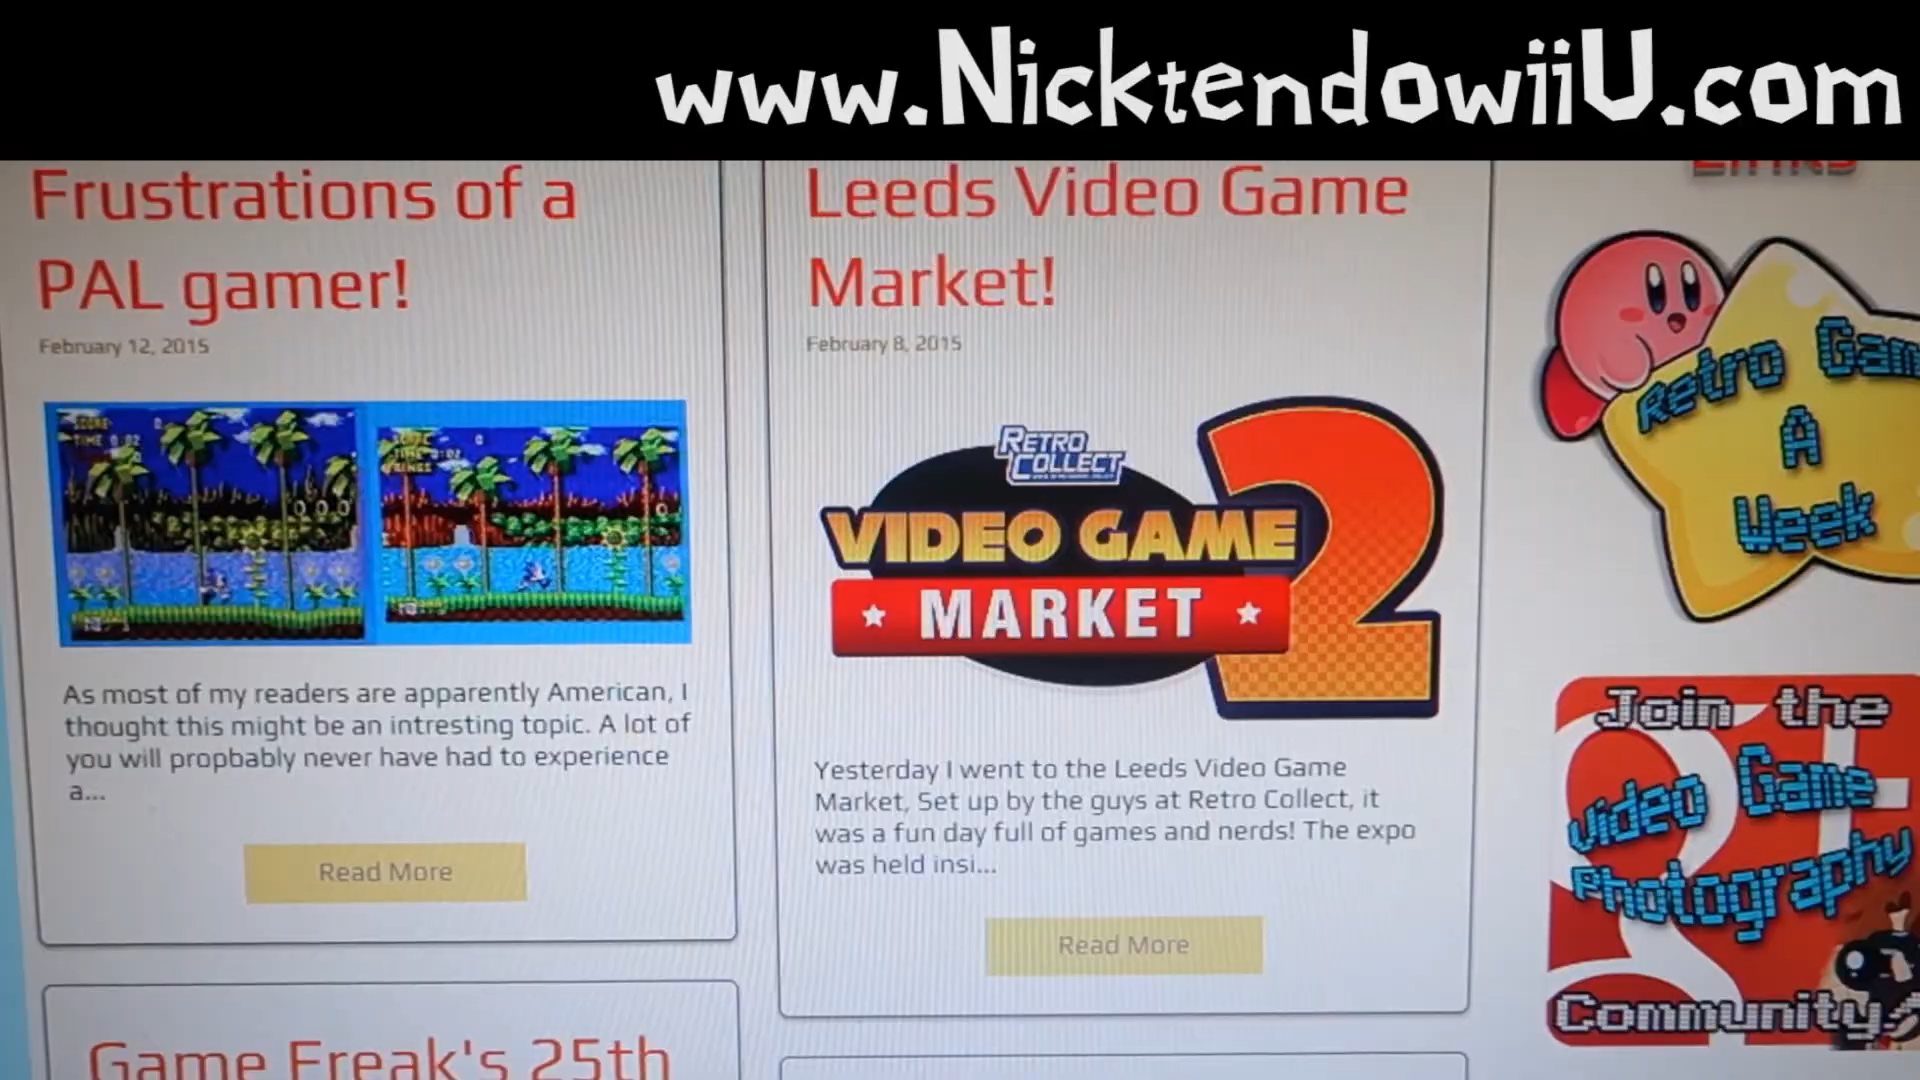 www.NicktendowiiU.com
Frustrations of a
PAL gamer!
February 12, 2015
As most of my readers are apparently American, I
thought this might be an intresting topic. A lot of
you will propbably never have had to experience
a...
Read More
Game Freak's 25th
Leeds Video Game
Market!
February 8, 2015
RETRO
COLLECT
VIDEO GAME
MARKET
2
Yesterday I went to the Leeds Video Game
Market, Set up by the guys at Retro Collect, it
was a fun day full of games and nerds! The expo
was held insi...
Read More
Links
Retro Gam
A
Week
Join the
Video Game
Photography
Community